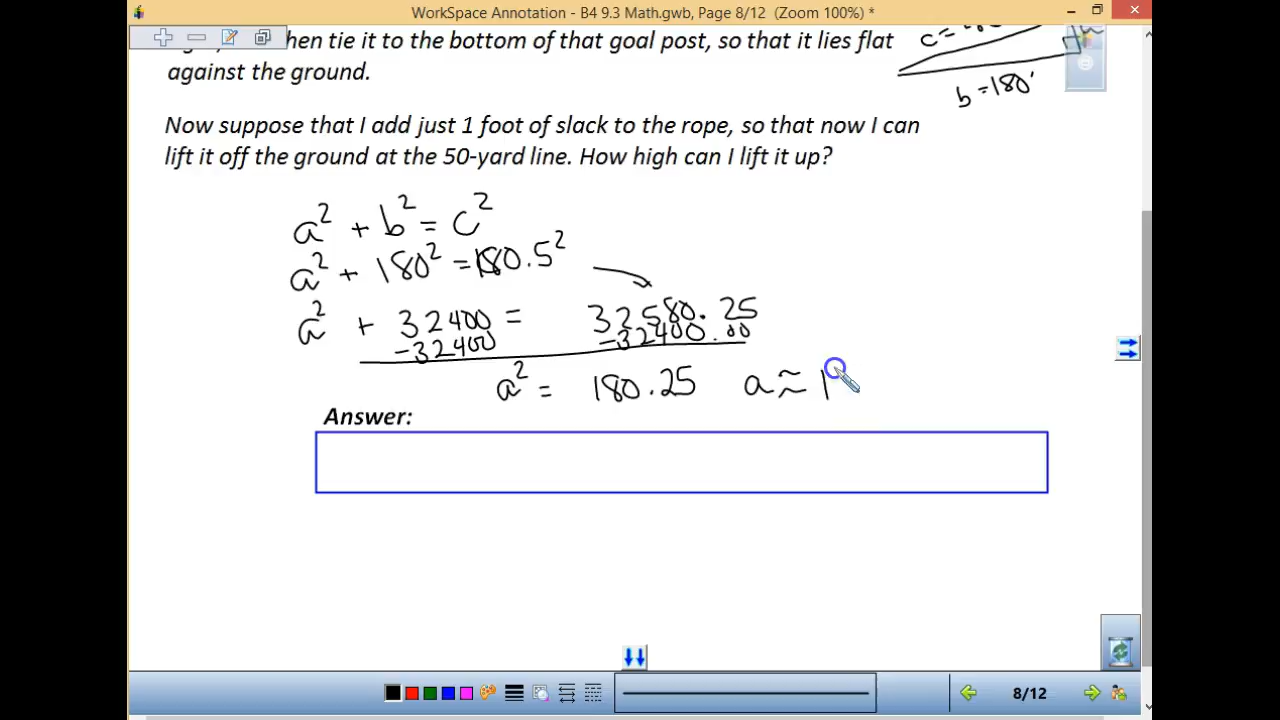 WorkSpace Annotation - B4 9.3 Math.gwb, Page 8/12 (Zoom 100%) *
hen tie it to the bottom of that goal post, so that it lies flat
against the ground.
b = 180'
Now suppose that I add just 1 foot of slack to the rope, so that now I can
lift it off the ground at the 50-yard line. How high can I lift it up?
a² + b² = c²
a² + 180² = 180.5²
a² + 32400 = 32580.25
-32400 -32400.00
a² = 180.25 a ≈ 1
Answer:
8/12